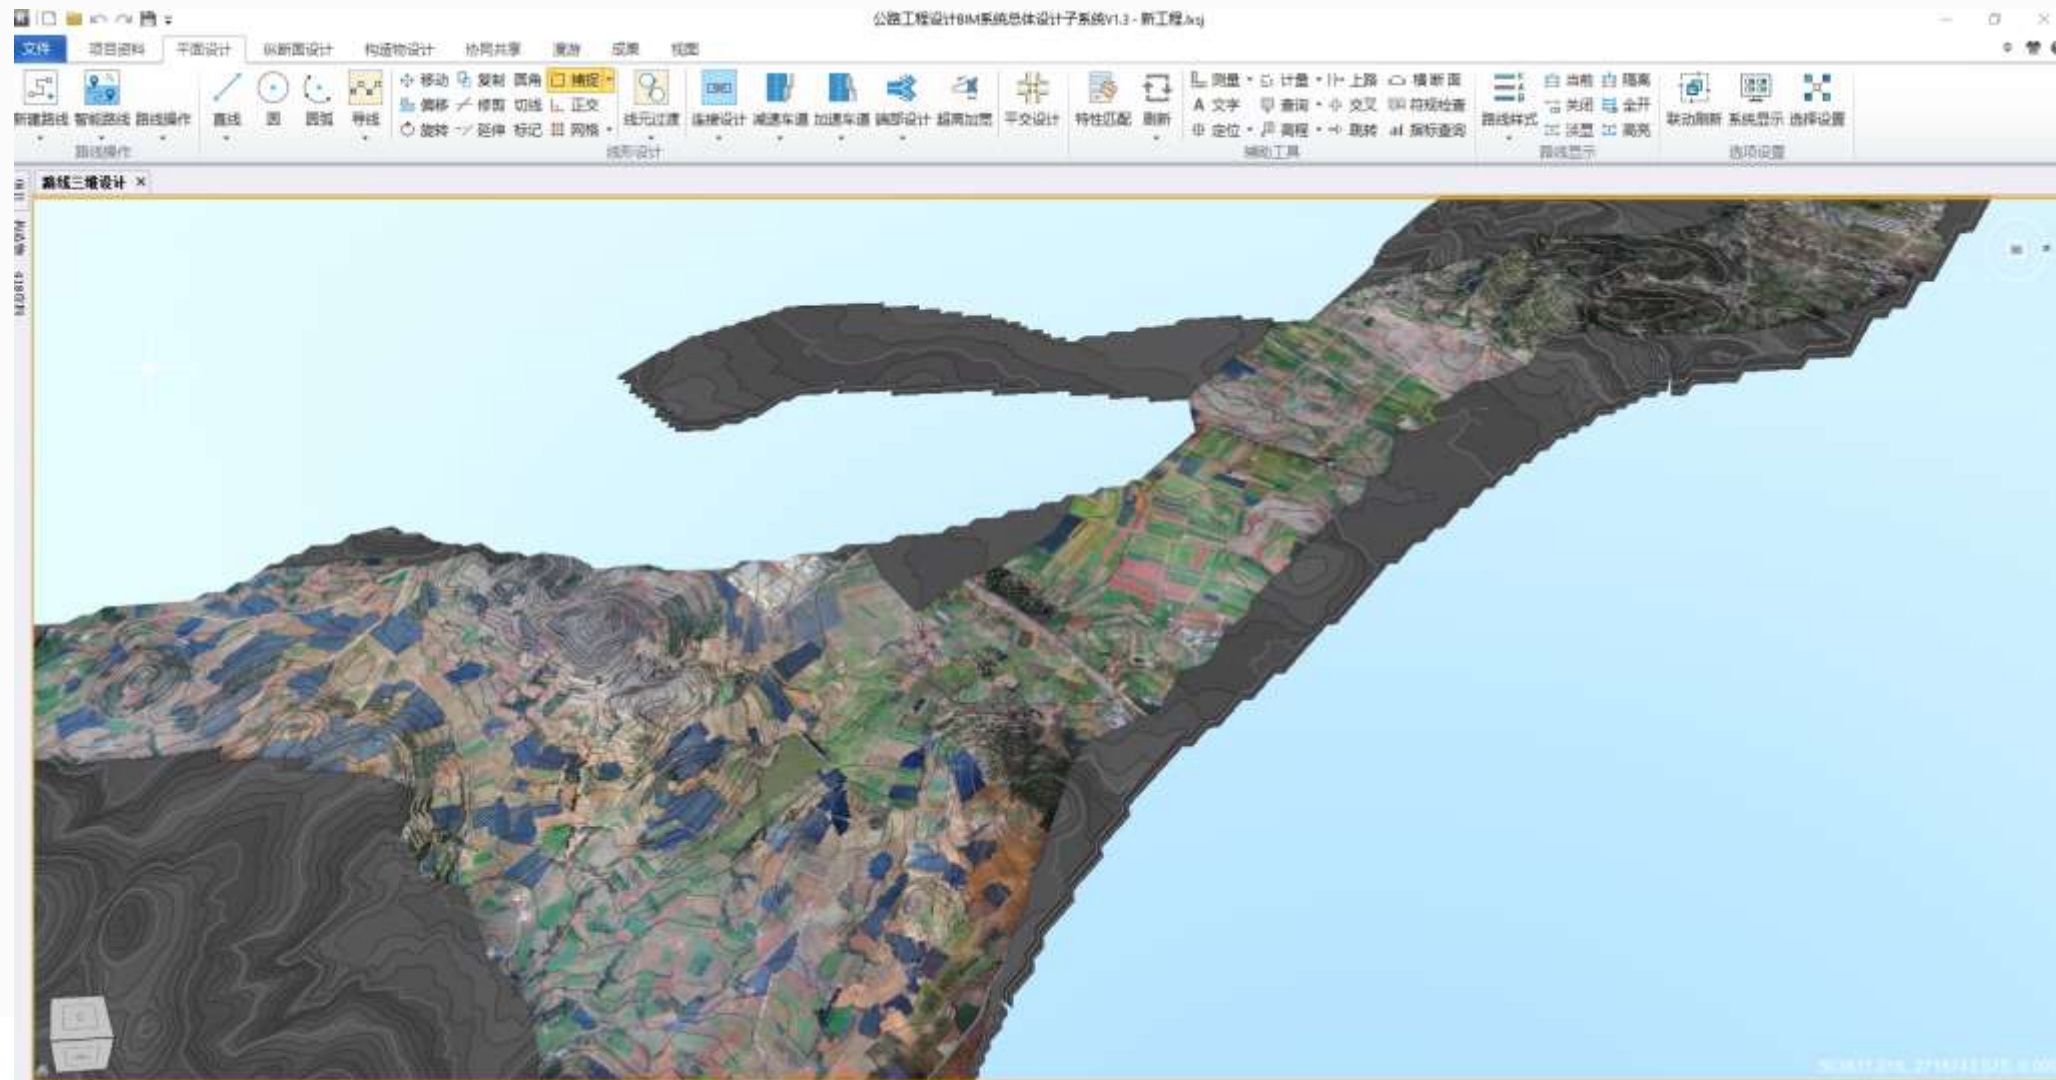 公路工程设计BIM系统总体设计子系统V1.3 - 新工程.lxsj
文件 项目资料 平面设计 纵断面设计 构造物设计 协同共享 漫游 成果 视图
移动 复制 圆角 捕捉 测量 计量 上路 横断面 当前 隔离
A 文字 查询 交叉 符规检查 关闭 全开
偏移 修剪 切线 正交
新建路线 智能路线 路线操作 直线 圆 圆弧 导线 线元过渡 连接设计 减速车道 加速车道 端部设计 超高加宽 平交设计 特性匹配 刷新 路线样式 联动刷新 系统显示 选择设置
旋转 延伸 标记 网格 定位 高程 跳转 指标查询 淡显 高亮
路线操作 线形设计 辅助工具 路线显示 选项设置
路线三维设计 ×